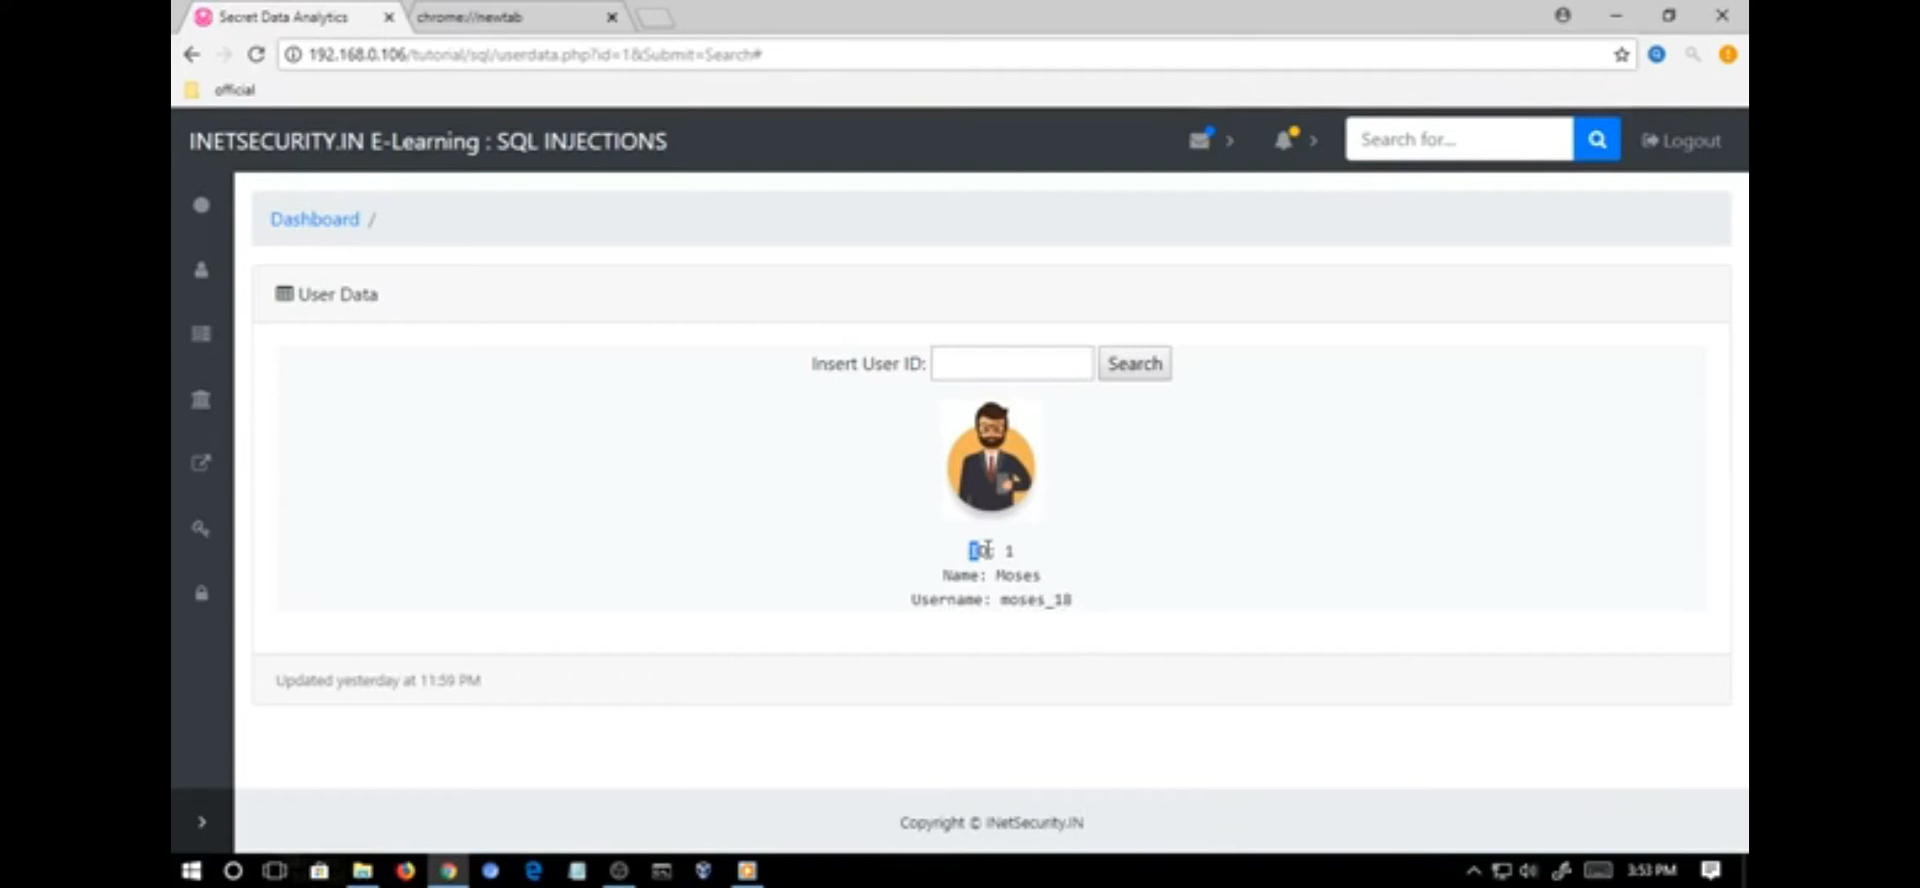 Secret Data Analytics
chrome://newtab
192.168.0.106/tutorial/sql/userdata.php?id=1&Submit=Search#
official
INETSECURITY.IN E-Learning : SQL INJECTIONS
Search for...
Logout
Dashboard /
User Data
Insert User ID:
Search
ID: 1
Name: Moses
Username: moses_18
Updated yesterday at 11:59 PM
Copyright © INetSecurity.IN
3:53 PM